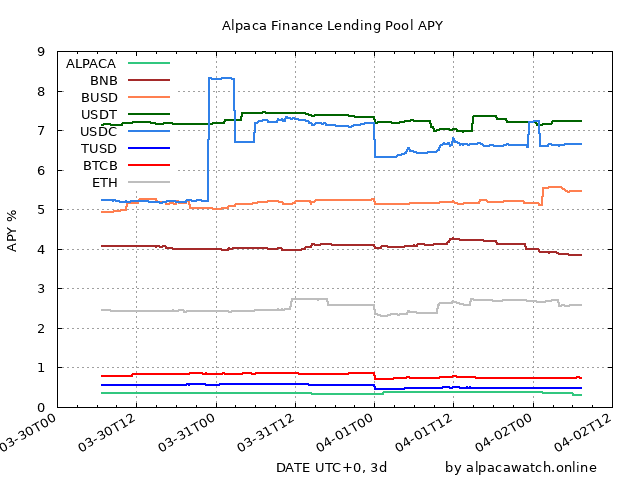 Alpaca Finance Lending Pool APY
9
8
7
6
5
4
3
2
1
0
APY %
ALPACA
BNB
BUSD
USDT
USDC
TUSD
BTCB
ETH
03-30T00
03-30T12
03-31T00
03-31T12
04-01T00
04-01T12
04-02T00
04-02T12
DATE UTC+0, 3d
by alpacawatch.online